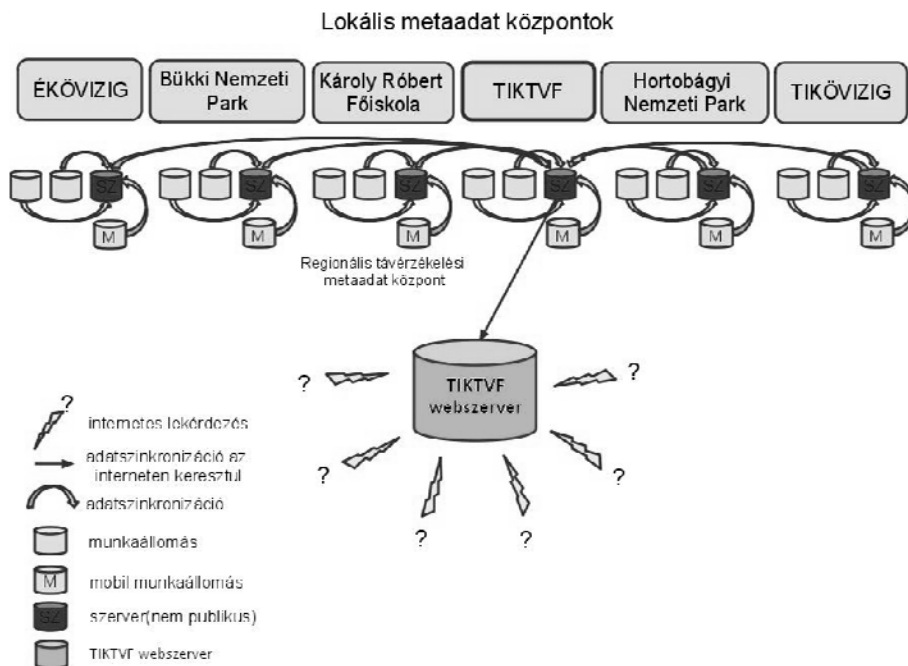 Lokális metaadat központok
ÉKÖVIZIG
Bükki Nemzeti
Park
Károly Róbert
Főiskola
TIKTVF
Hortobágyi
Nemzeti Park
TIKÖVIZIG
SZ
SZ
SZ
SZ
SZ
SZ
M
M
M
M
M
M
Regionális távérzékelési
metaadat központ
TIKTVF
webszerver
?
?
?
?
?
?
?
internetes lekérdezés
adatszinkronizáció az
interneten keresztul
adatszinkronizáció
munkaállomás
M
mobil munkaállomás
SZ
szerver(nem publikus)
TIKTVF webszerver